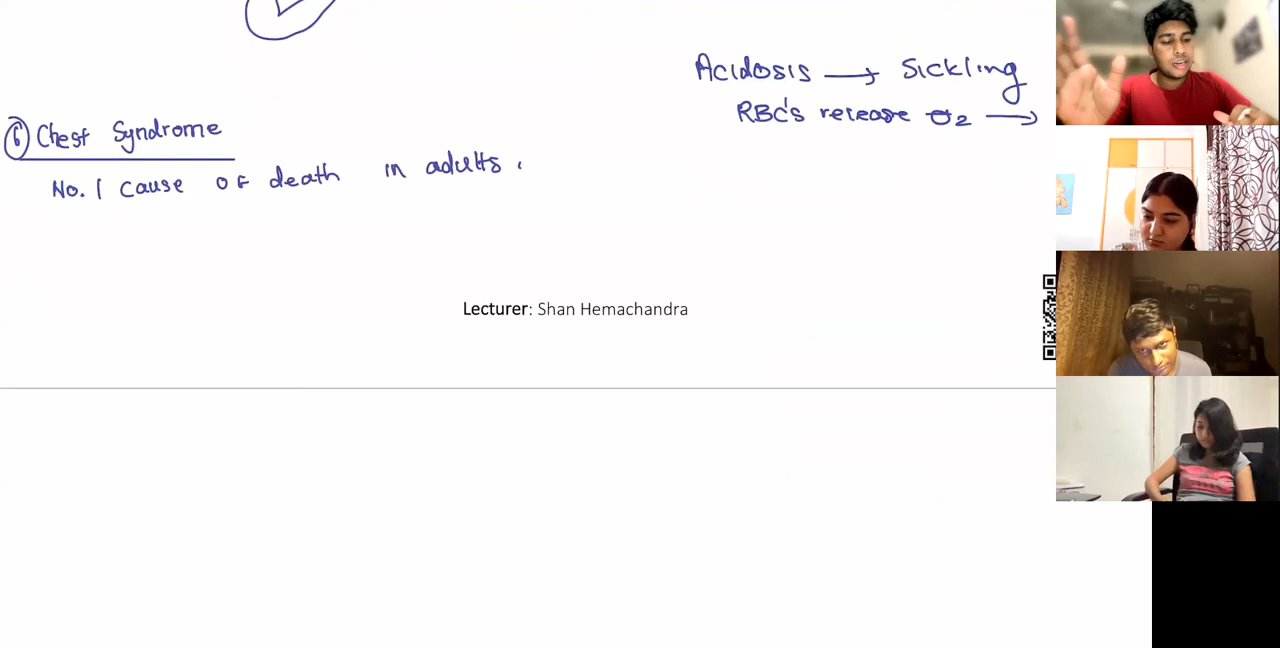 Acidosis → Sickling
RBC's release O2 →
⑥ Chest Syndrome
No. 1 cause of death in adults.
Lecturer: Shan Hemachandra